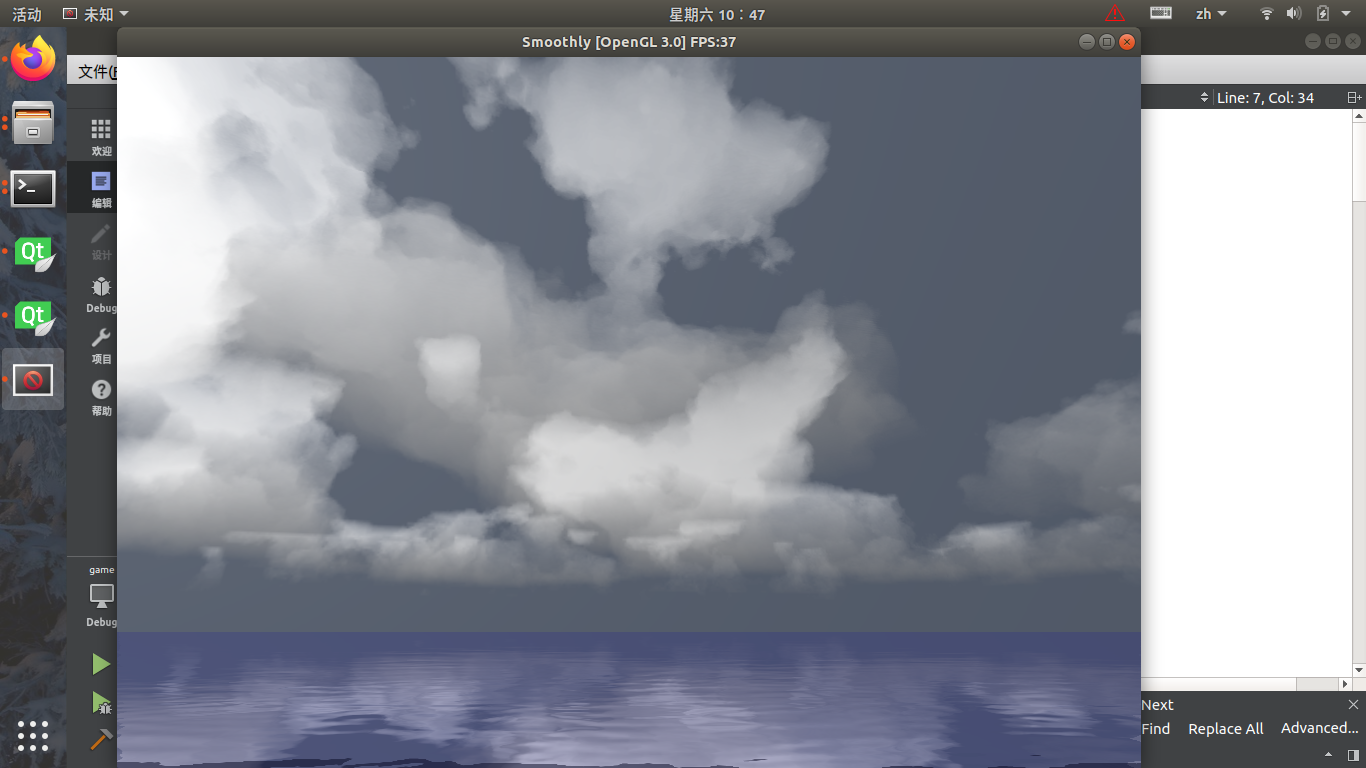 活动
未知
星期六 10：47
zh
Smoothly [OpenGL 3.0] FPS:37
文件(F
Line: 7, Col: 34
欢迎
编辑
设计
Debug
项目
帮助
game
Debug
Next
Find
Replace All
Advanced...
Qt
Qt